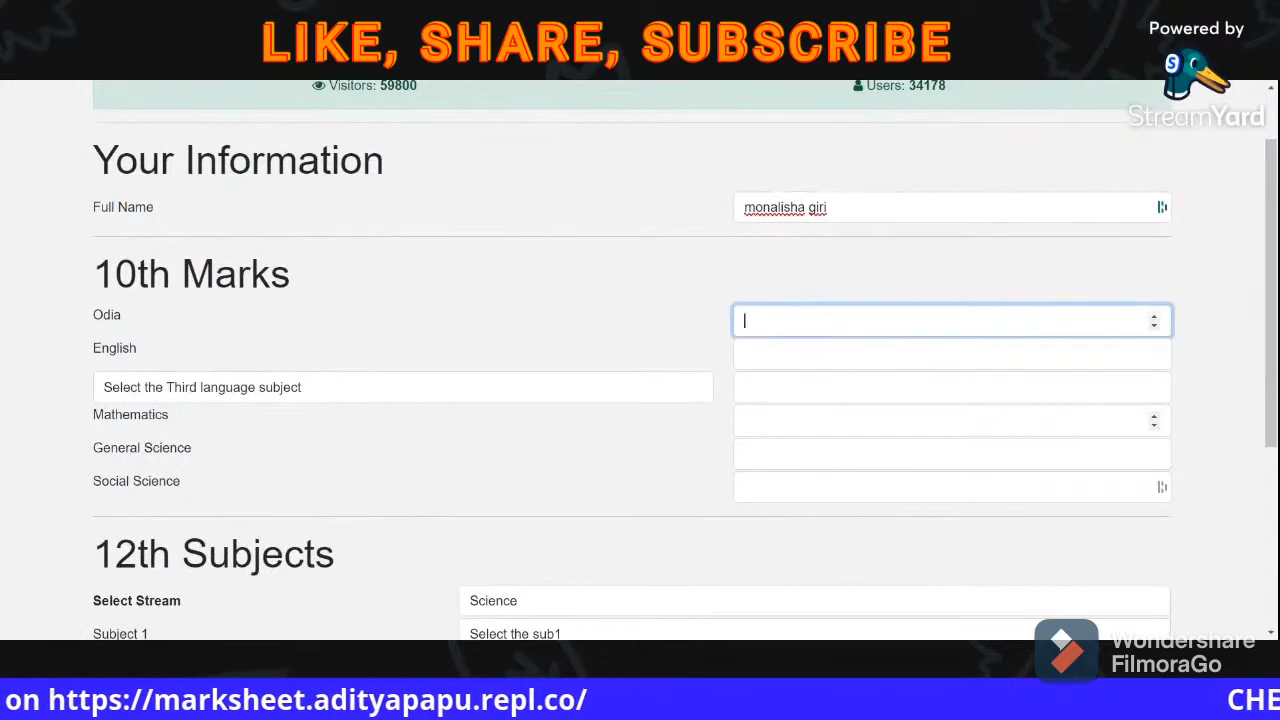 LIKE, SHARE, SUBSCRIBE
Powered by
S
StreamYard
Visitors: 59800
Users: 34178
Your Information
Full Name
monalisha giri
10th Marks
Odia
English
Select the Third language subject
Mathematics
General Science
Social Science
12th Subjects
Select Stream
Science
Subject 1
Select the sub1
Wondershare
FilmoraGo
on https://marksheet.adityapapu.repl.co/
CHE